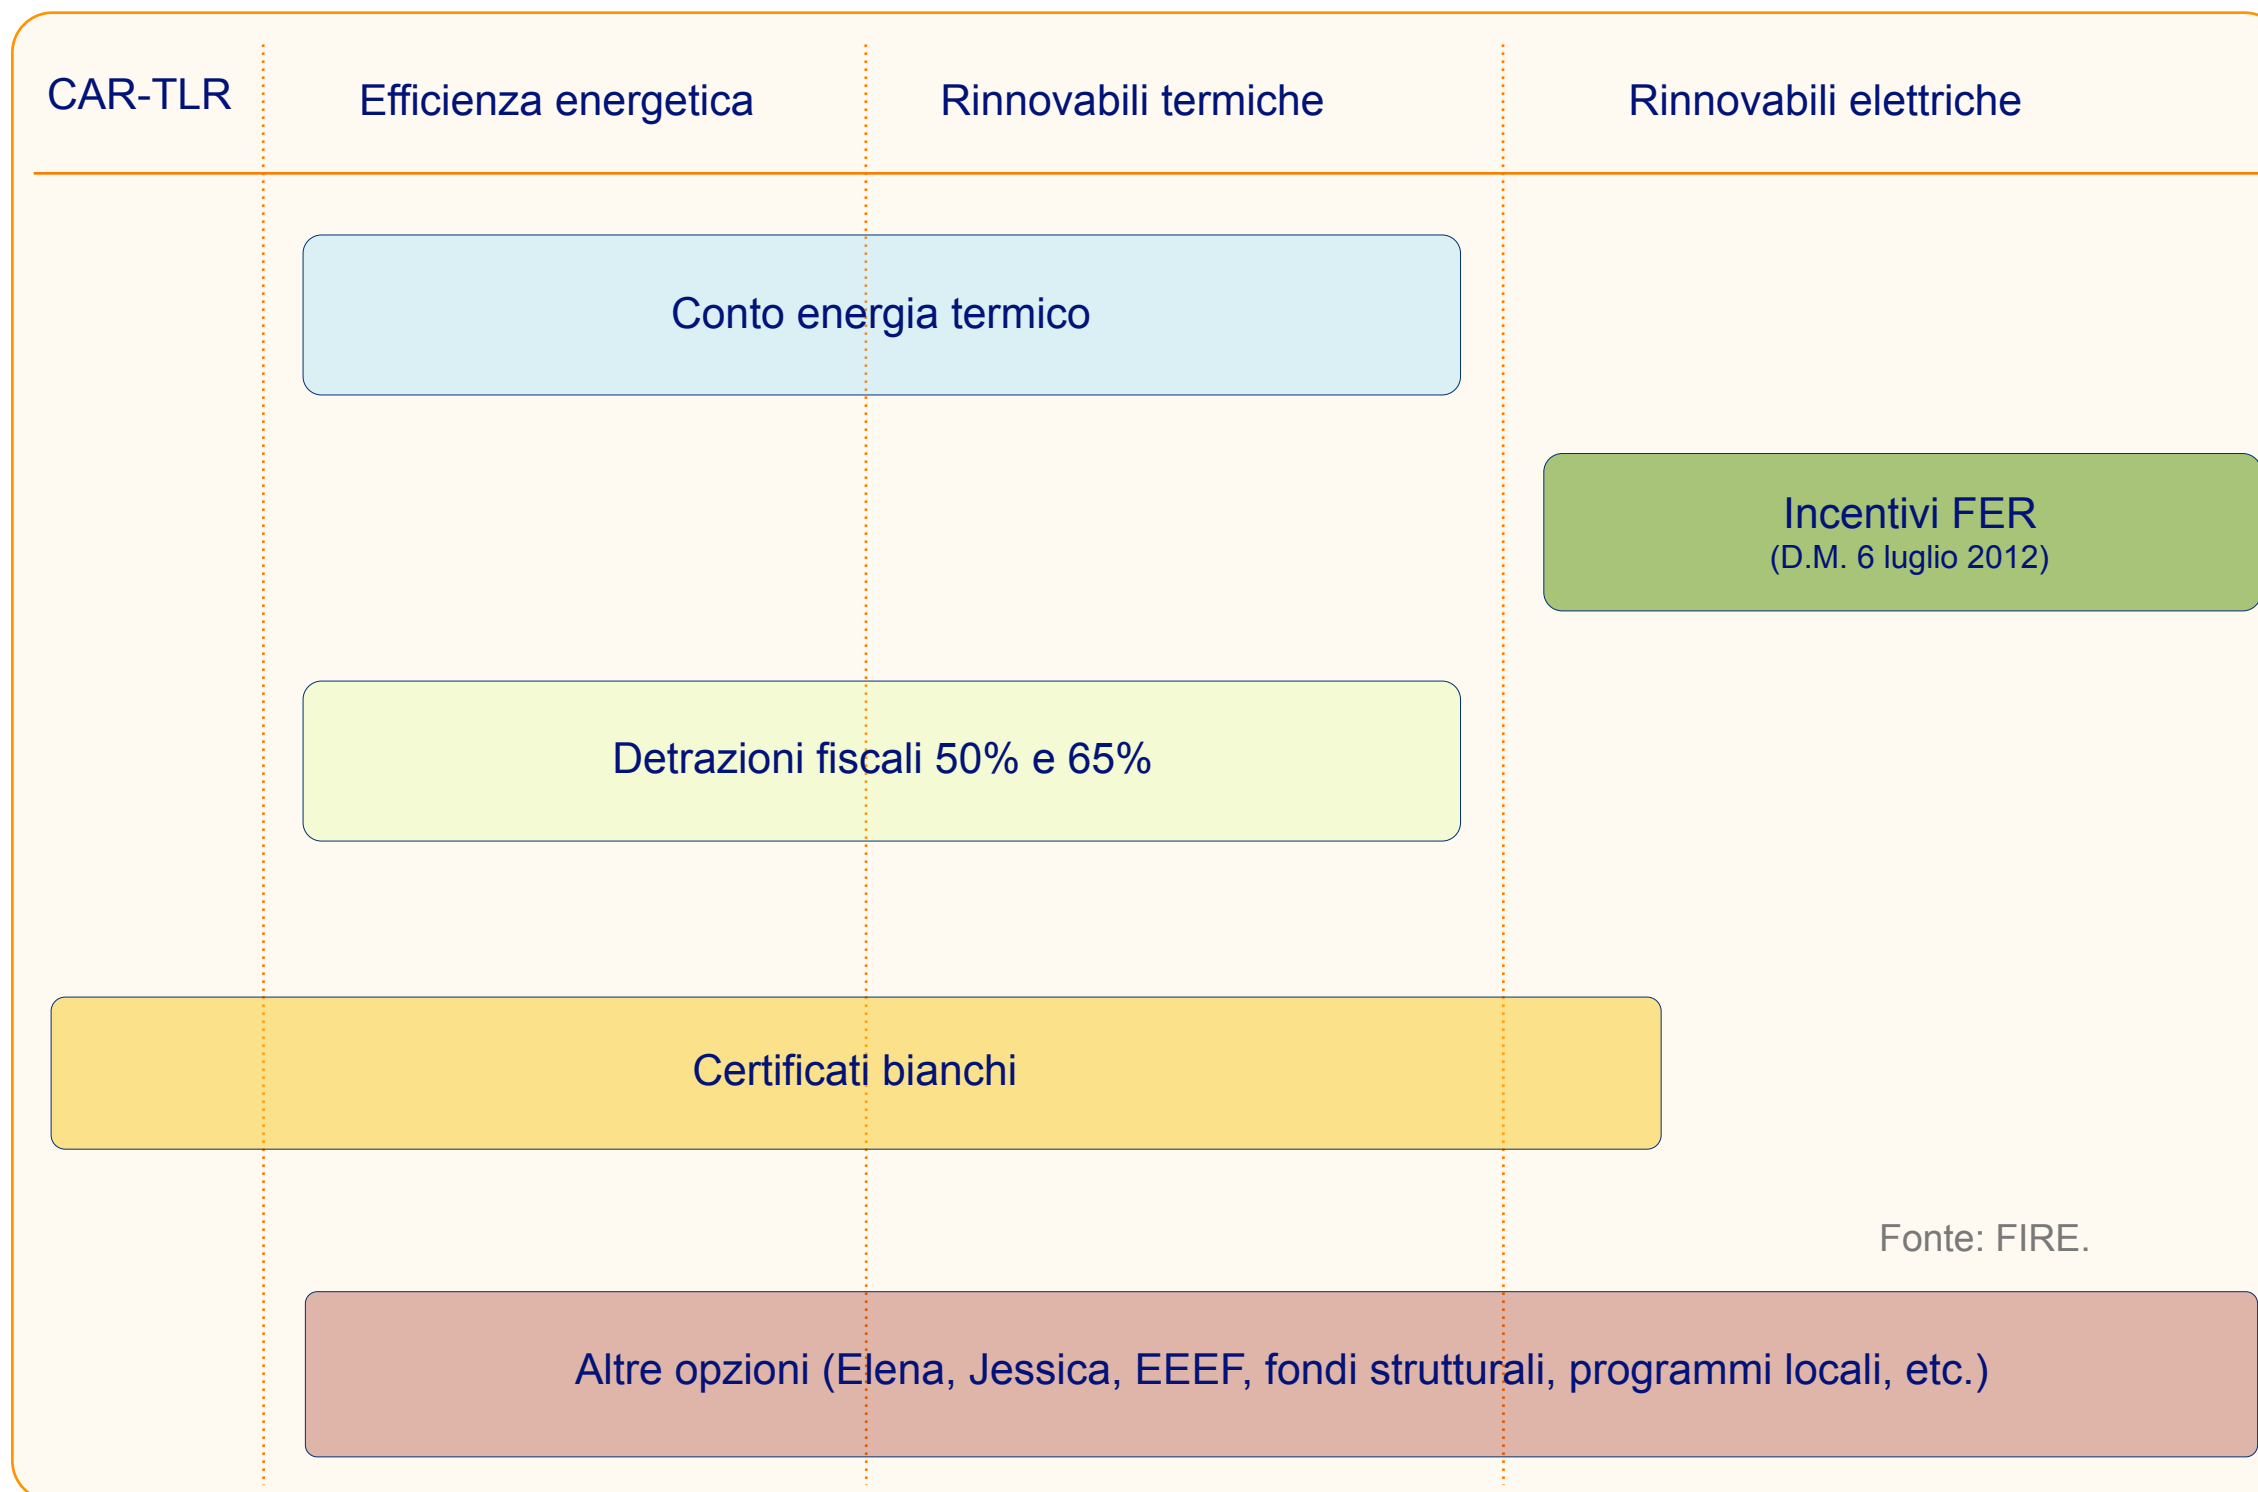 CAR-TLR
Efficienza energetica
Rinnovabili termiche
Rinnovabili elettriche
Conto energia termico
Incentivi FER
(D.M. 6 luglio 2012)
Detrazioni fiscali 50% e 65%
Certificati bianchi
Fonte: FIRE.
Altre opzioni (Elena, Jessica, EEEF, fondi strutturali, programmi locali, etc.)